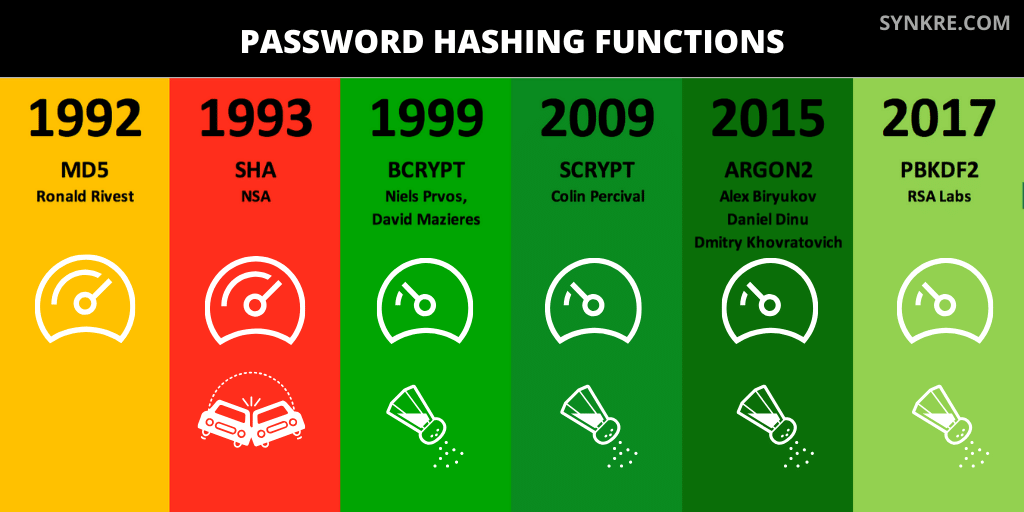 SYNKRE.COM
PASSWORD HASHING FUNCTIONS
1992
MD5
Ronald Rivest
1993
SHA
NSA
1999
BCRYPT
Niels Prvos,
David Mazieres
2009
SCRYPT
Colin Percival
2015
ARGON2
Alex Biryukov
Daniel Dinu
Dmitry Khovratovich
2017
PBKDF2
RSA Labs